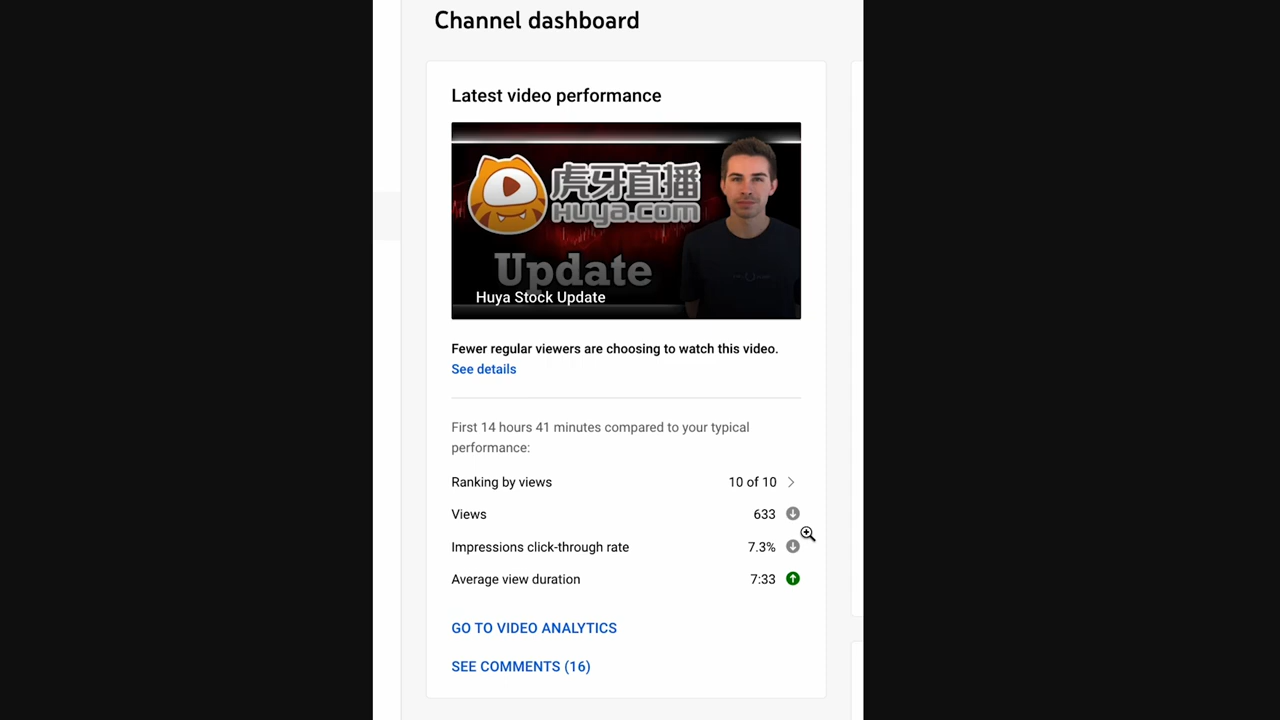 Channel dashboard
Latest video performance
虎牙直播
Huya.com
Update
Huya Stock Update
Fewer regular viewers are choosing to watch this video.
See details
First 14 hours 41 minutes compared to your typical
performance:
Ranking by views 10 of 10
Views 633
Impressions click-through rate 7.3%
Average view duration 7:33
GO TO VIDEO ANALYTICS
SEE COMMENTS (16)